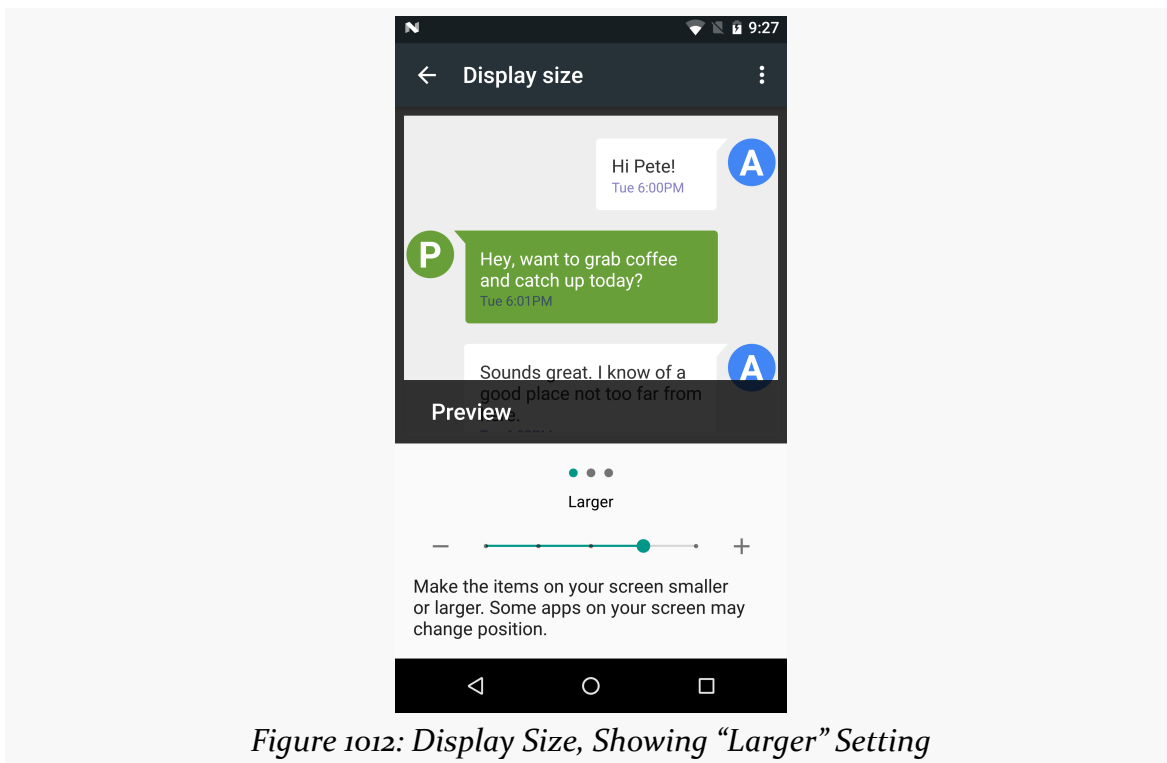 N 9:27
Display size
Hi Pete!
Tue 6:00PM
A
P
Hey, want to grab coffee
and catch up today?
Tue 6:01PM
A
Sounds great. I know of a
good place not too far from
Preview
Larger
Make the items on your screen smaller
or larger. Some apps on your screen may
change position.
Figure 1012: Display Size, Showing “Larger” Setting